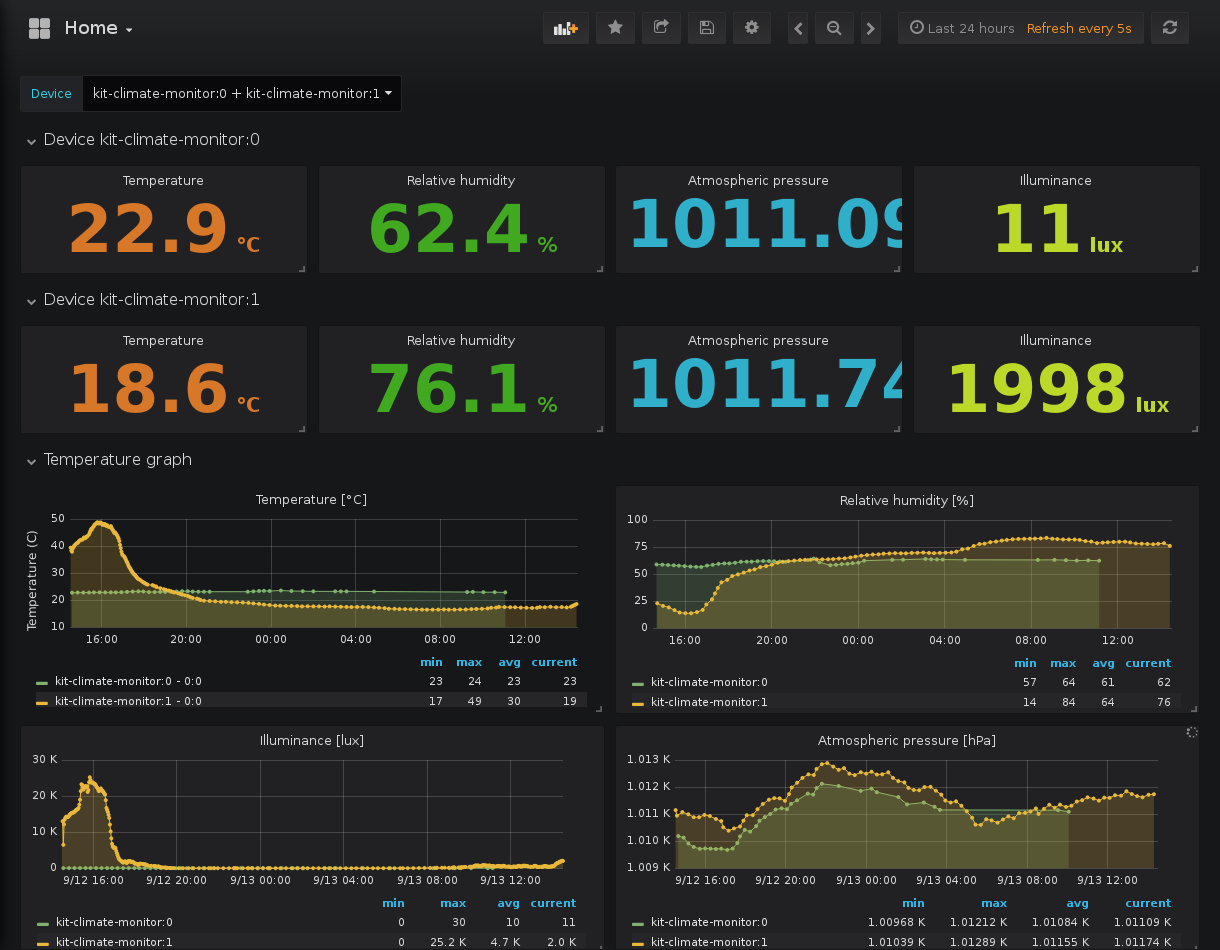 Home
Last 24 hours Refresh every 5s
Device kit-climate-monitor:0 + kit-climate-monitor:1
Device kit-climate-monitor:0
Temperature Relative humidity Atmospheric pressure Illuminance
22.9 °C 62.4 % 1011.09 11 lux
Device kit-climate-monitor:1
Temperature Relative humidity Atmospheric pressure Illuminance
18.6 °C 76.1 % 1011.74 1998 lux
Temperature graph
Temperature [°C]
Temperature (C)
50
40
30
20
10
16:00 20:00 00:00 04:00 08:00 12:00
min max avg current
kit-climate-monitor:0 - 0:0 23 24 23 23
kit-climate-monitor:1 - 0:0 17 49 30 19
Relative humidity [%]
100
75
50
25
0
16:00 20:00 00:00 04:00 08:00 12:00
min max avg current
kit-climate-monitor:0 57 64 61 62
kit-climate-monitor:1 14 84 64 76
Illuminance [lux]
30 K
20 K
10 K
0
9/12 16:00 9/12 20:00 9/13 00:00 9/13 04:00 9/13 08:00 9/13 12:00
min max avg current
kit-climate-monitor:0 0 30 10 11
kit-climate-monitor:1 0 25.2 K 4.7 K 2.0 K
Atmospheric pressure [hPa]
1.013 K
1.012 K
1.011 K
1.010 K
1.009 K
9/12 16:00 9/12 20:00 9/13 00:00 9/13 04:00 9/13 08:00 9/13 12:00
min max avg current
kit-climate-monitor:0 1.00968 K 1.01212 K 1.01084 K 1.01109 K
kit-climate-monitor:1 1.01039 K 1.01289 K 1.01155 K 1.01174 K